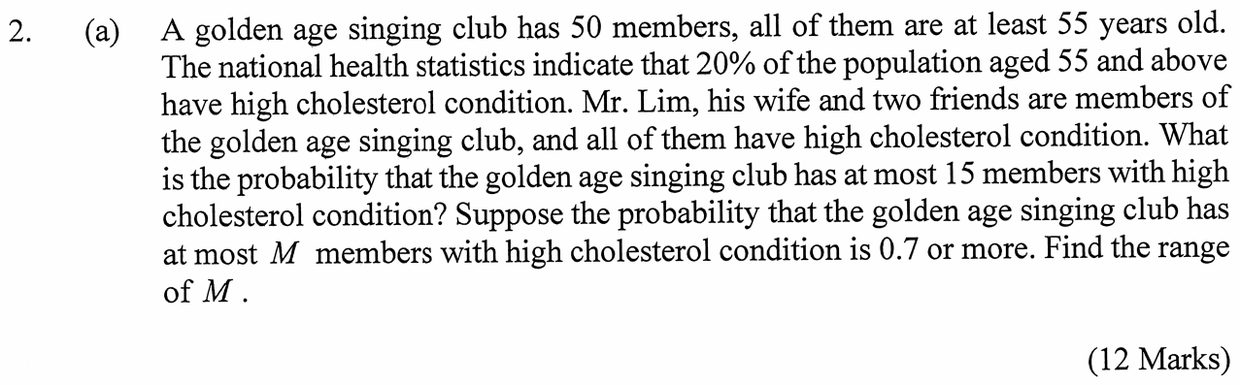 2. (a) A golden age singing club has 50 members, all of them are at least 55 years old.
The national health statistics indicate that 20% of the population aged 55 and above
have high cholesterol condition. Mr. Lim, his wife and two friends are members of
the golden age singing club, and all of them have high cholesterol condition. What
is the probability that the golden age singing club has at most 15 members with high
cholesterol condition? Suppose the probability that the golden age singing club has
at most M members with high cholesterol condition is 0.7 or more. Find the range
of M .
(12 Marks)